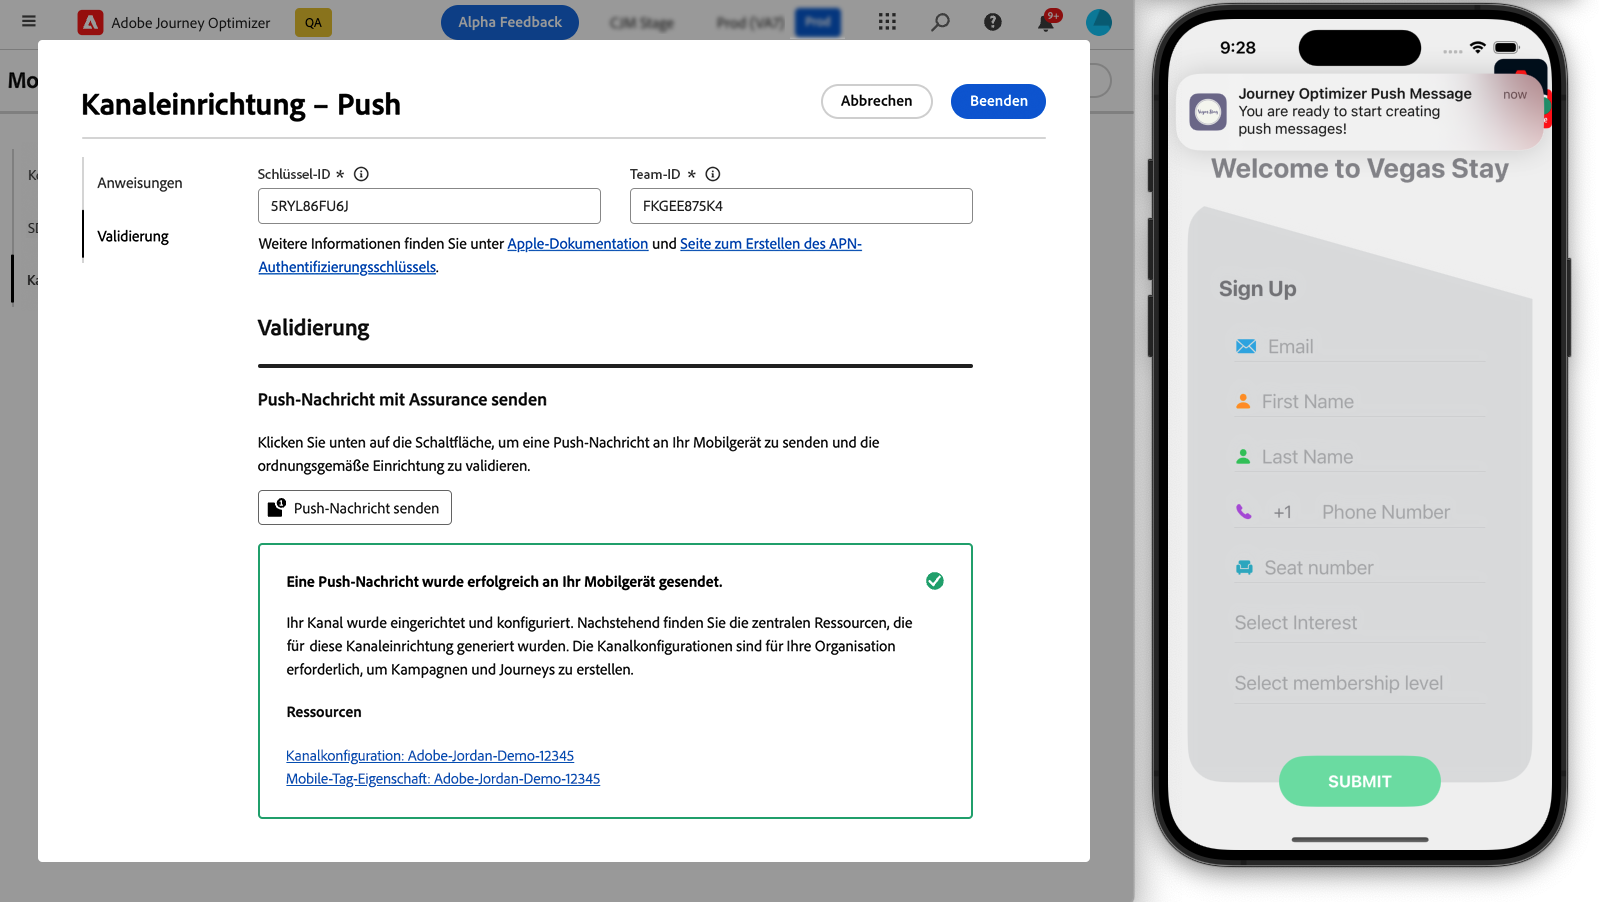 Adobe Journey Optimizer
QA
Alpha Feedback
CJM Stage
Prod (VA7)
Prod
9+
Mo
Kanaleinrichtung – Push
Abbrechen
Beenden
Anweisungen
Validierung
Schlüssel-ID *
Team-ID *
5RYL86FU6J
FKGEE875K4
Weitere Informationen finden Sie unter Apple-Dokumentation und Seite zum Erstellen des APN-
Authentifizierungsschlüssels.
Validierung
Push-Nachricht mit Assurance senden
Klicken Sie unten auf die Schaltfläche, um eine Push-Nachricht an Ihr Mobilgerät zu senden und die
ordnungsgemäße Einrichtung zu validieren.
Push-Nachricht senden
Eine Push-Nachricht wurde erfolgreich an Ihr Mobilgerät gesendet.
Ihr Kanal wurde eingerichtet und konfiguriert. Nachstehend finden Sie die zentralen Ressourcen, die
für diese Kanaleinrichtung generiert wurden. Die Kanalkonfigurationen sind für Ihre Organisation
erforderlich, um Kampagnen und Journeys zu erstellen.
Ressourcen
Kanalkonfiguration: Adobe-Jordan-Demo-12345
Mobile-Tag-Eigenschaft: Adobe-Jordan-Demo-12345
9:28
Journey Optimizer Push Message
now
You are ready to start creating
push messages!
Vegas Stay
Welcome to Vegas Stay
Sign Up
Email
First Name
Last Name
+1 Phone Number
Seat number
Select Interest
Select membership level
SUBMIT